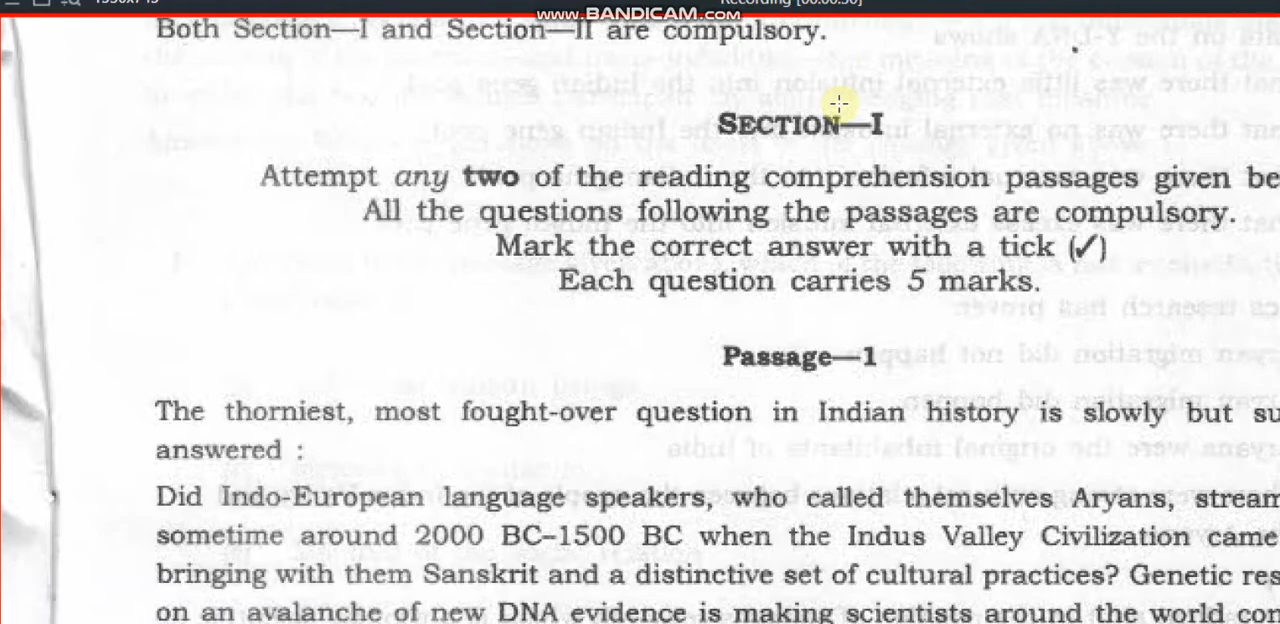 1350x743
Recording [00:00:30]
www.BANDICAM.com
Both Section—I and Section—II are compulsory.
SECTION—I
Attempt any two of the reading comprehension passages given be
All the questions following the passages are compulsory.
Mark the correct answer with a tick (✓)
Each question carries 5 marks.
Passage—1
The thorniest, most fought-over question in Indian history is slowly but su
answered :
Did Indo-European language speakers, who called themselves Aryans, stream
sometime around 2000 BC–1500 BC when the Indus Valley Civilization came
bringing with them Sanskrit and a distinctive set of cultural practices? Genetic res
on an avalanche of new DNA evidence is making scientists around the world con